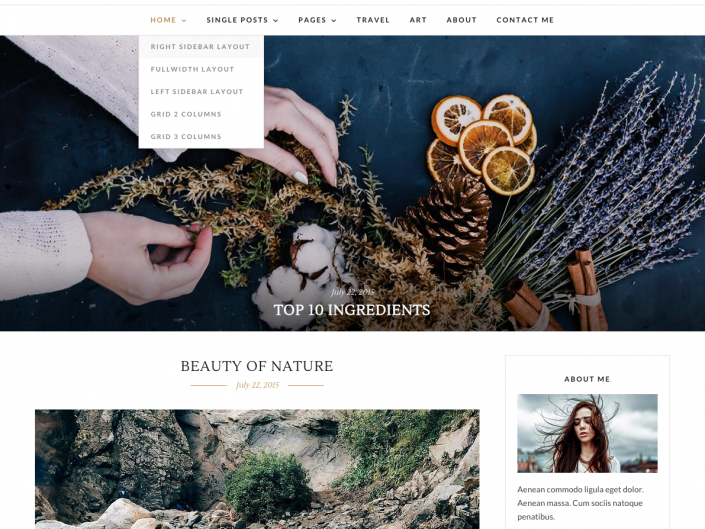 HOME SINGLE POSTS PAGES TRAVEL ART ABOUT CONTACT ME
RIGHT SIDEBAR LAYOUT
FULLWIDTH LAYOUT
LEFT SIDEBAR LAYOUT
GRID 2 COLUMNS
GRID 3 COLUMNS
July 22, 2015
TOP 10 INGREDIENTS
BEAUTY OF NATURE
July 22, 2015
ABOUT ME
Aenean commodo ligula eget dolor.
Aenean massa. Cum sociis natoque
penatibus.